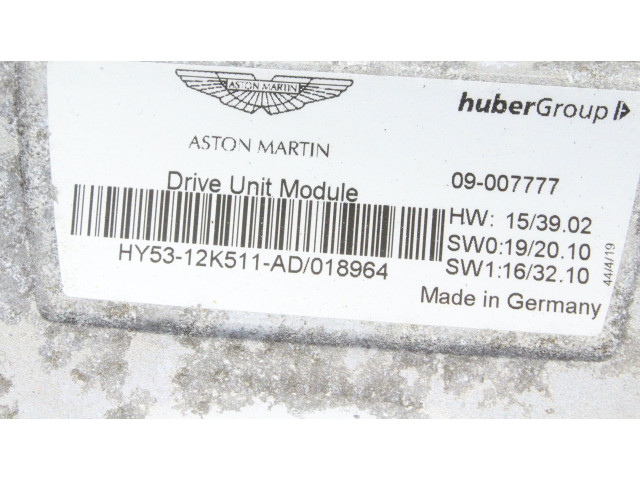 ASTON MARTIN
huberGroup
ASTON MARTIN
Drive Unit Module
09-007777
HW: 15/39.02
SW0:19/20.10
HY53-12K511-AD/018964
SW1:16/32.10
44/4/19
Made in Germany